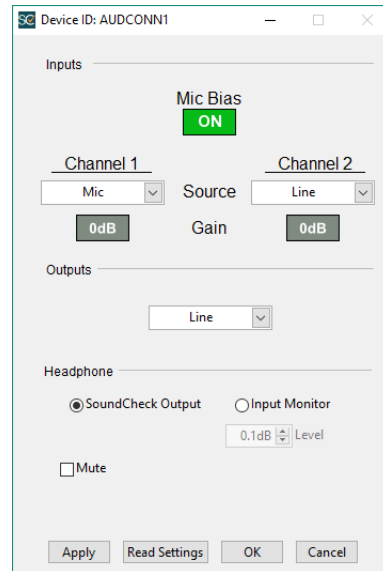 SC Device ID: AUDCONN1
Inputs
Mic Bias
ON
Channel 1 Channel 2
Mic Source Line
0dB Gain 0dB
Outputs
Line
Headphone
SoundCheck Output Input Monitor
0.1dB Level
Mute
Apply Read Settings OK Cancel